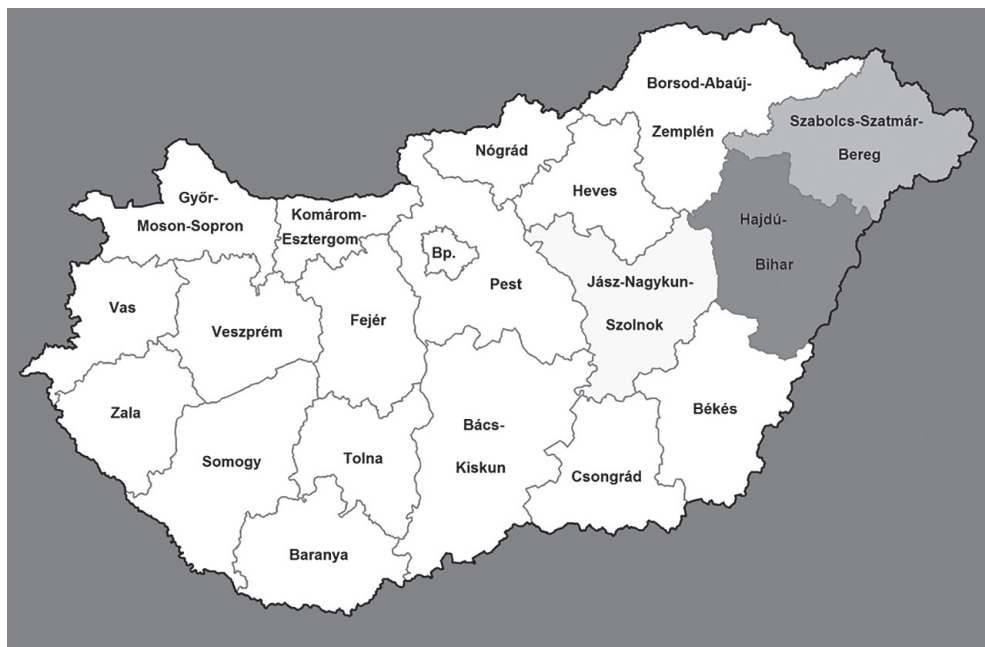 Borsod-Abaúj-
Zemplén
Szabolcs-Szatmár-
Bereg
Nógrád
Heves
Győr-
Moson-Sopron
Komárom-
Esztergom
Hajdú-
Bihar
Bp.
Pest
Jász-Nagykun-
Szolnok
Vas
Veszprém
Fejér
Zala
Békés
Bács-
Kiskun
Somogy
Tolna
Csongrád
Baranya